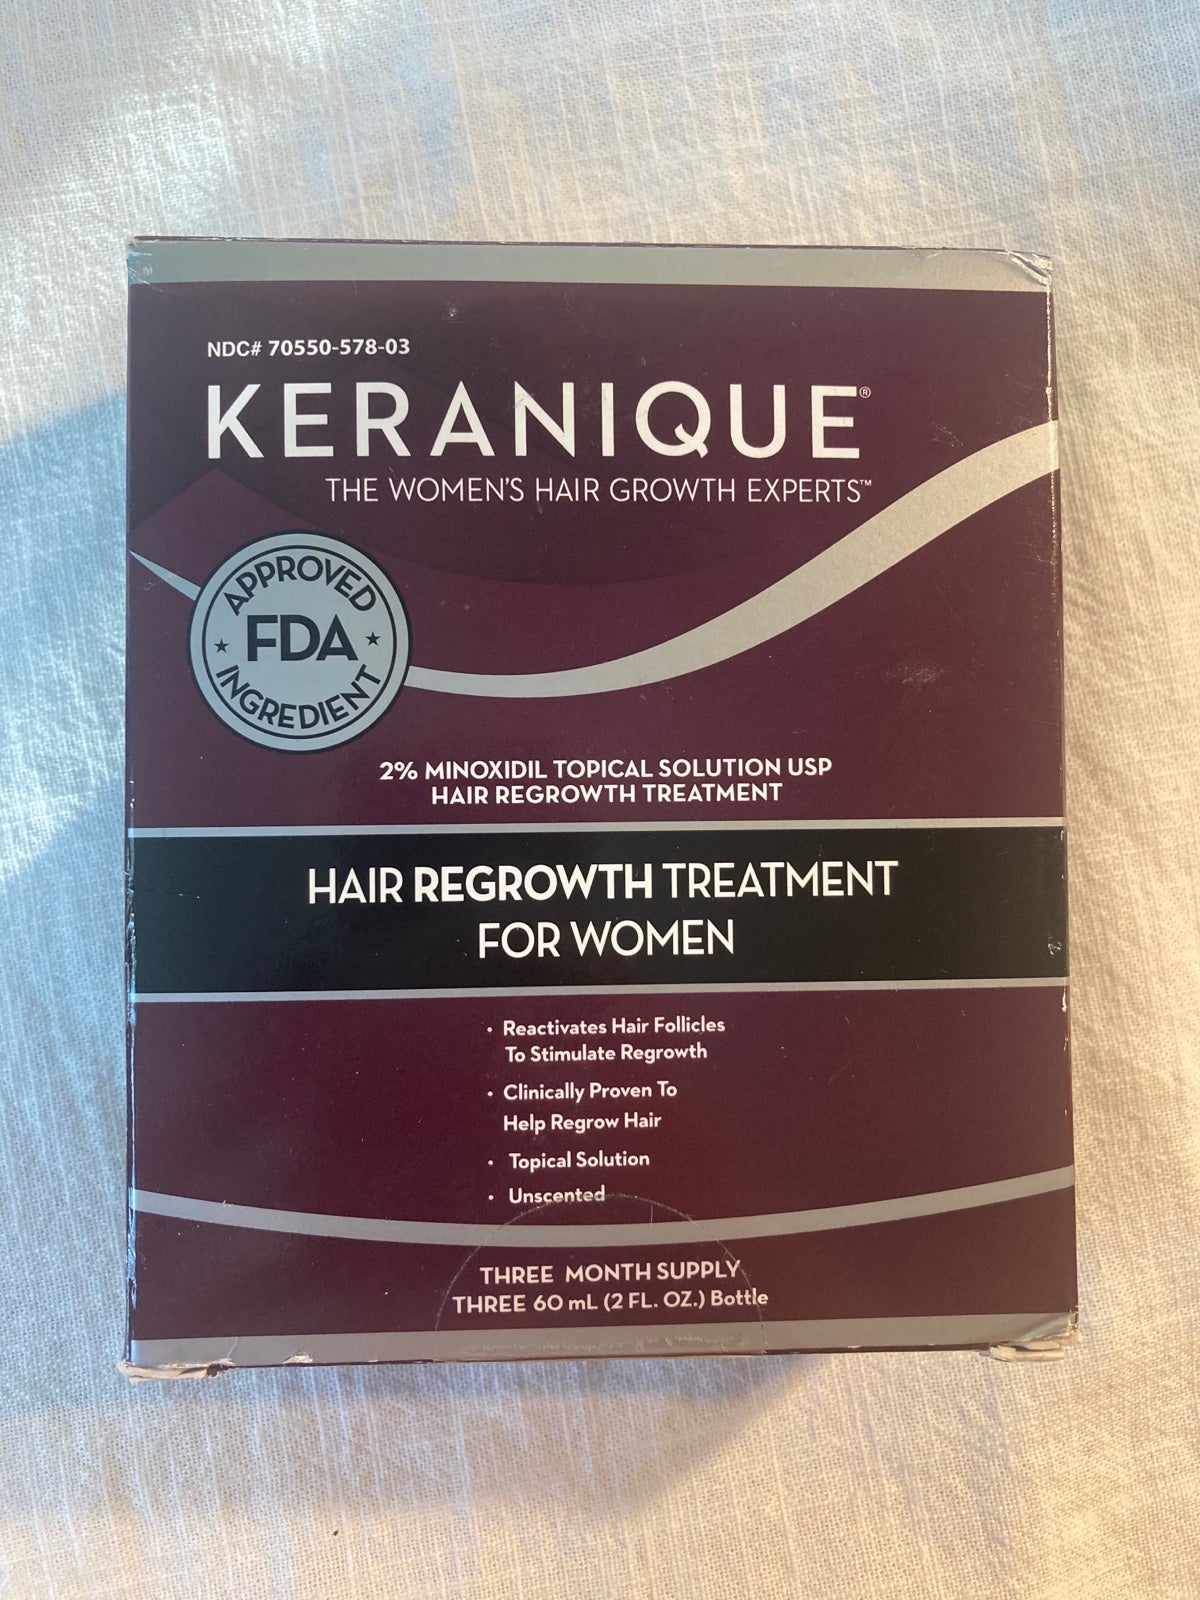 NDC# 70550-578-03
KERANIQUE®
THE WOMEN'S HAIR GROWTH EXPERTS™
APPROVED
★ FDA ★
INGREDIENT
2% MINOXIDIL TOPICAL SOLUTION USP
HAIR REGROWTH TREATMENT
HAIR REGROWTH TREATMENT
FOR WOMEN
• Reactivates Hair Follicles
To Stimulate Regrowth
• Clinically Proven To
Help Regrow Hair
• Topical Solution
• Unscented
THREE MONTH SUPPLY
THREE 60 mL (2 FL. OZ.) Bottle